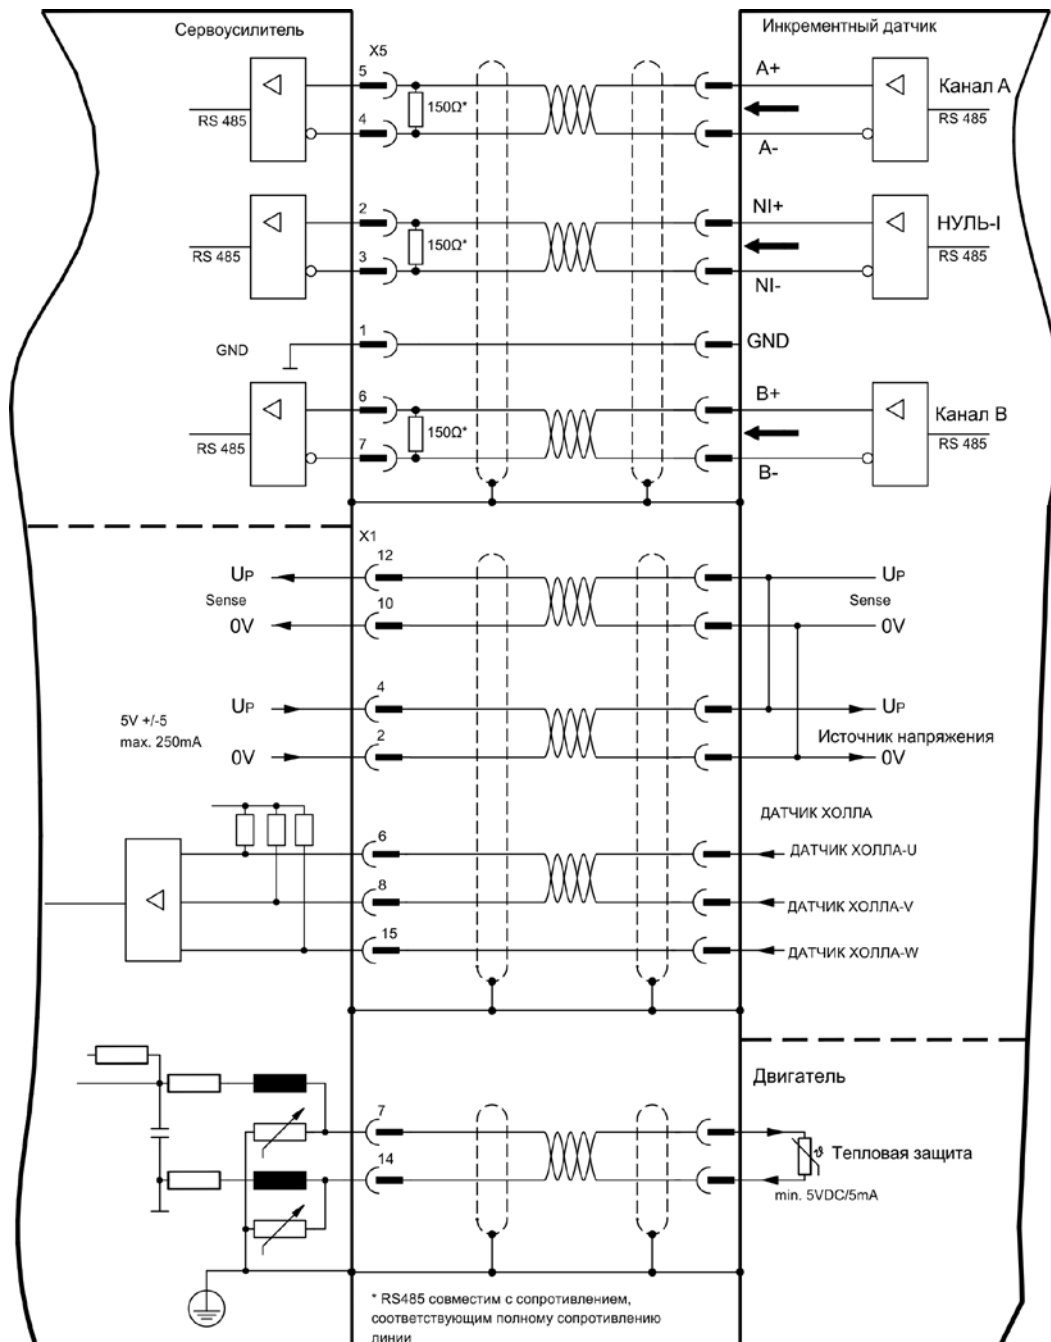 Сервоусилитель
Инкрементный датчик
X5
5
A+
Канал A
150Ω*
RS 485
RS 485
4
A-
2
NI+
НУЛЬ-I
150Ω*
RS 485
RS 485
3
NI-
1
GND
GND
6
B+
Канал B
150Ω*
RS 485
RS 485
7
B-
X1
12
UP
UP
Sense
10
Sense
0V
0V
4
UP
UP
5V +/-5
max. 250mA
2
Источник напряжения
0V
0V
ДАТЧИК ХОЛЛА
6
ДАТЧИК ХОЛЛА-U
8
ДАТЧИК ХОЛЛА-V
15
ДАТЧИК ХОЛЛА-W
Двигатель
7
ϑ Тепловая защита
14
min. 5VDC/5mA
* RS485 совместим с сопротивлением,
соответствующим полному сопротивлению
линии